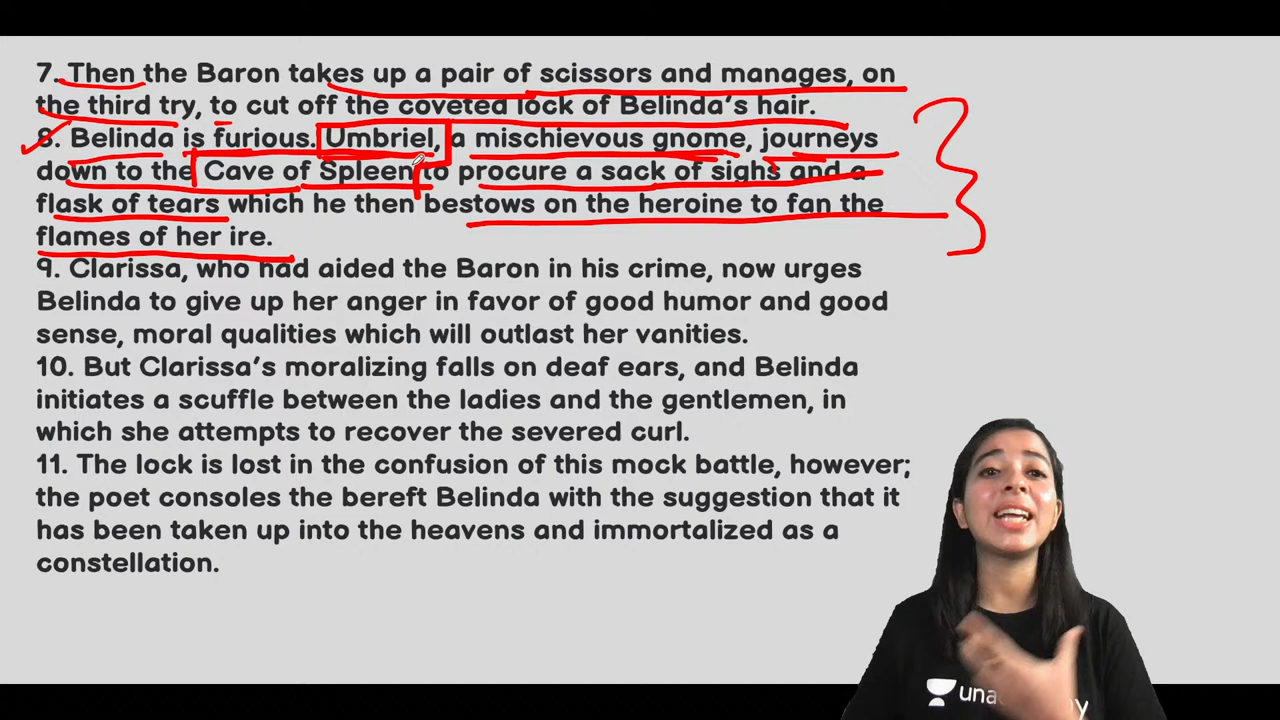 7. Then the Baron takes up a pair of scissors and manages, on
the third try, to cut off the coveted lock of Belinda's hair.
8. Belinda is furious. Umbriel, a mischievous gnome, journeys
down to the Cave of Spleen to procure a sack of sighs and a
flask of tears which he then bestows on the heroine to fan the
flames of her ire.
9. Clarissa, who had aided the Baron in his crime, now urges
Belinda to give up her anger in favor of good humor and good
sense, moral qualities which will outlast her vanities.
10. But Clarissa's moralizing falls on deaf ears, and Belinda
initiates a scuffle between the ladies and the gentlemen, in
which she attempts to recover the severed curl.
11. The lock is lost in the confusion of this mock battle, however;
the poet consoles the bereft Belinda with the suggestion that it
has been taken up into the heavens and immortalized as a
constellation.